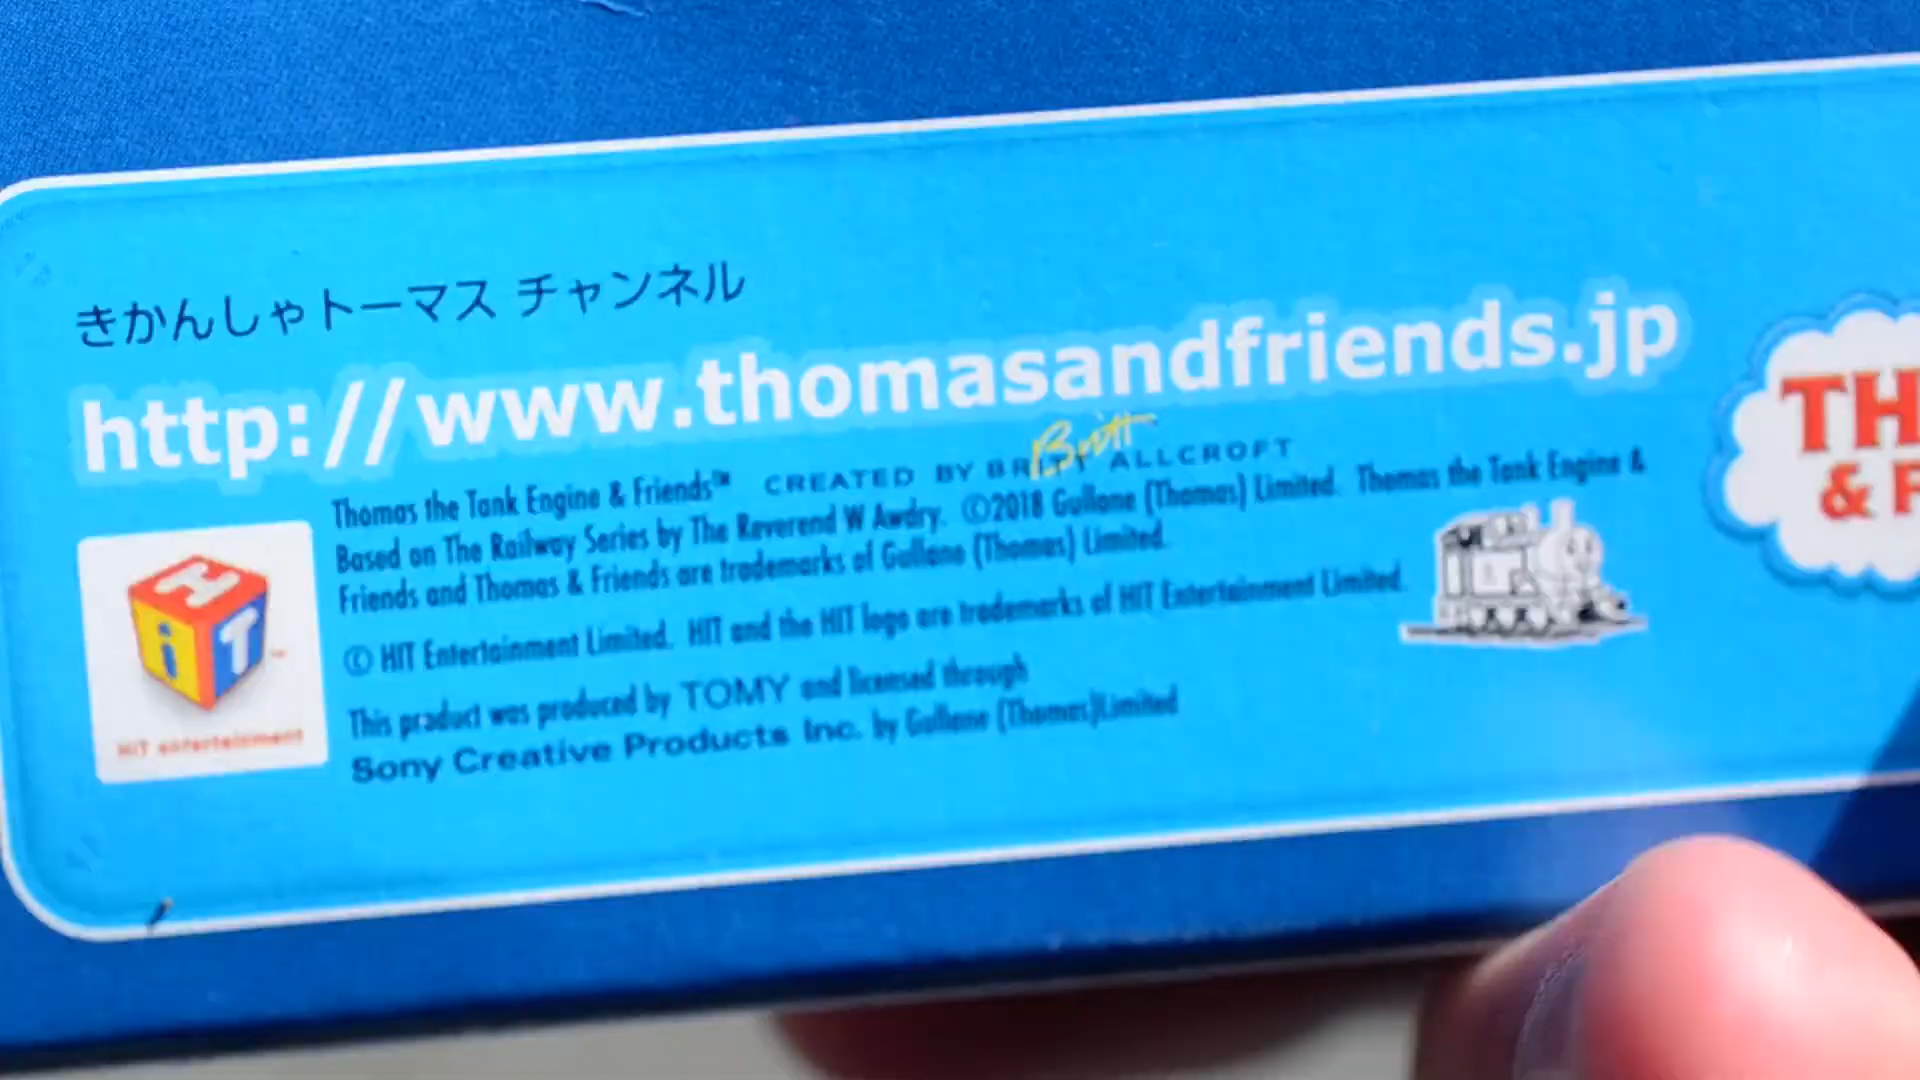 きかんしゃトーマス チャンネル
http://www.thomasandfriends.jp
Britt
Thomas the Tank Engine & Friends™ CREATED BY BRITT ALLCROFT
Based on The Railway Series by The Reverend W Awdry. ©2018 Gullane (Thomas) Limited. Thomas the Tank Engine &
Friends and Thomas & Friends are trademarks of Gullane (Thomas) Limited.
© HIT Entertainment Limited. HIT and the HIT logo are trademarks of HIT Entertainment Limited.
This product was produced by TOMY and licensed through
Sony Creative Products Inc. by Gullane (Thomas)Limited
HiT™
HIT entertainment
TH
& F